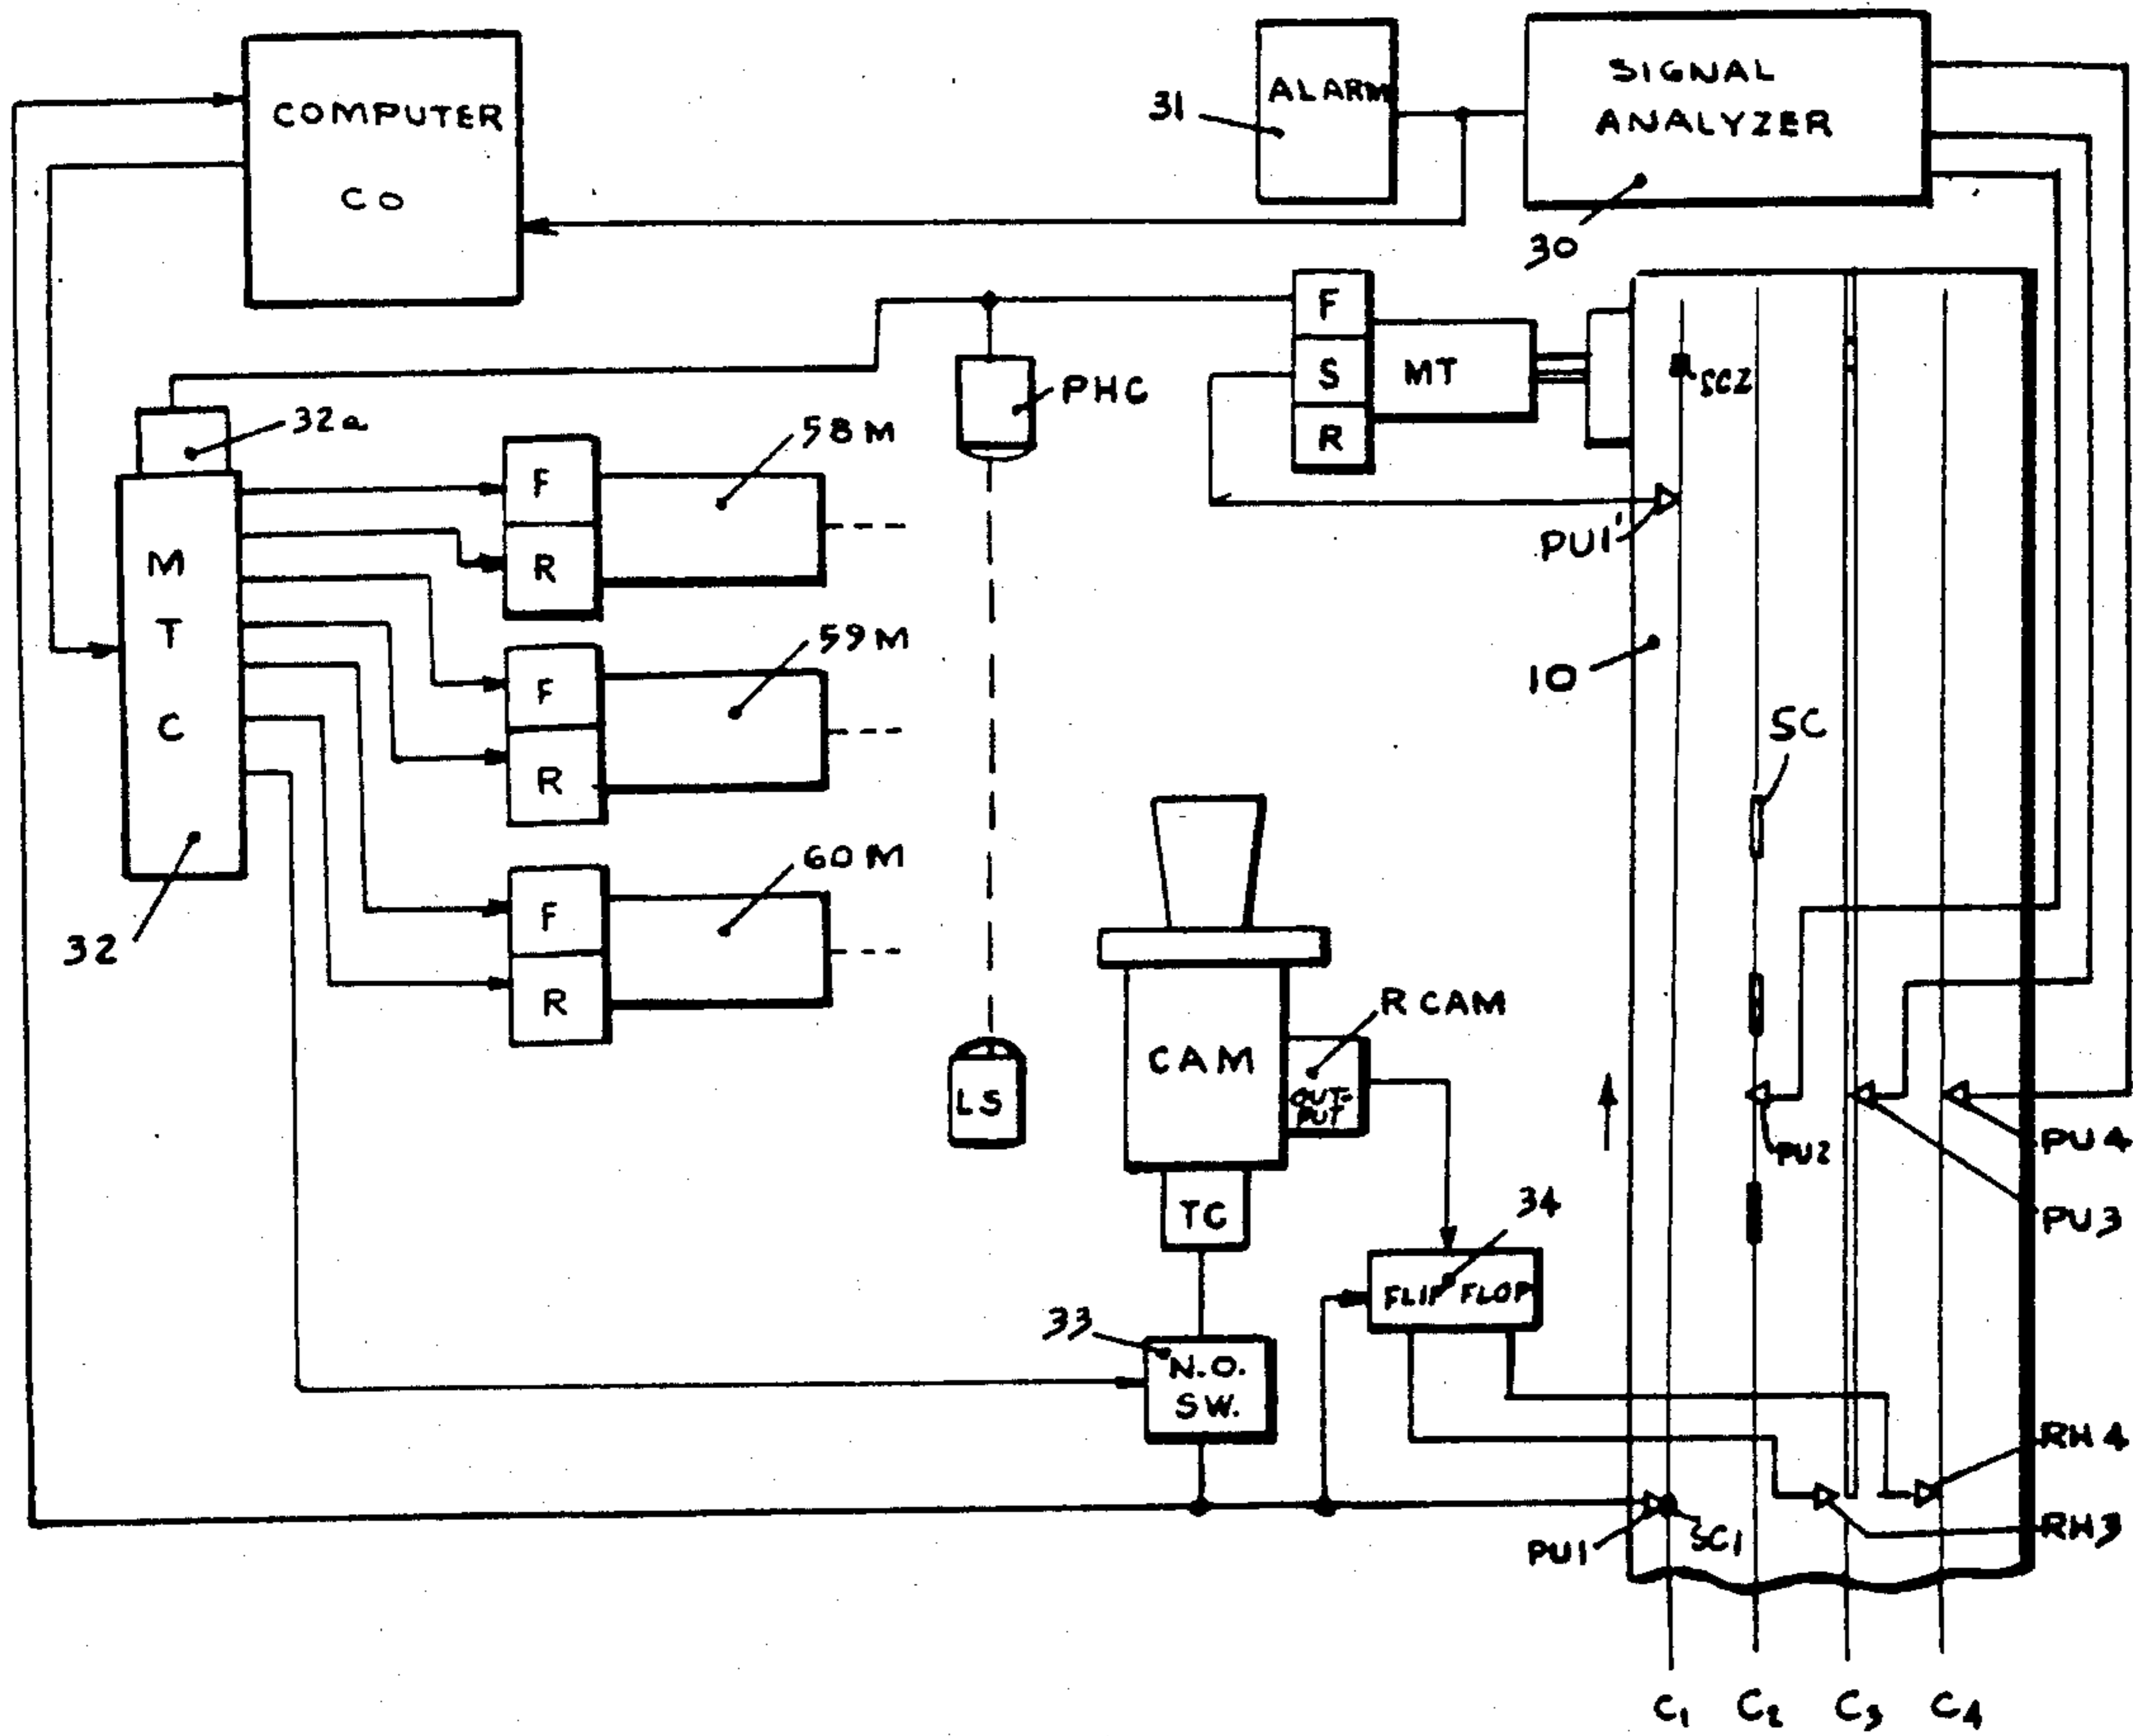 COMPUTER
CO
ALARM
31
SIGNAL
ANALYZER
30
F
S
R
MT
PHC
SC2
PU1'
32a
M
T
C
32
F
R
58M
F
R
59M
F
R
60M
10
SC
LS
CAM
R CAM
OUT-
PUT
TC
PU2
PU4
PU3
34
FLIP FLOP
33
N.O.
SW.
PU1
SC1
RH4
RH3
C1
C2
C3
C4